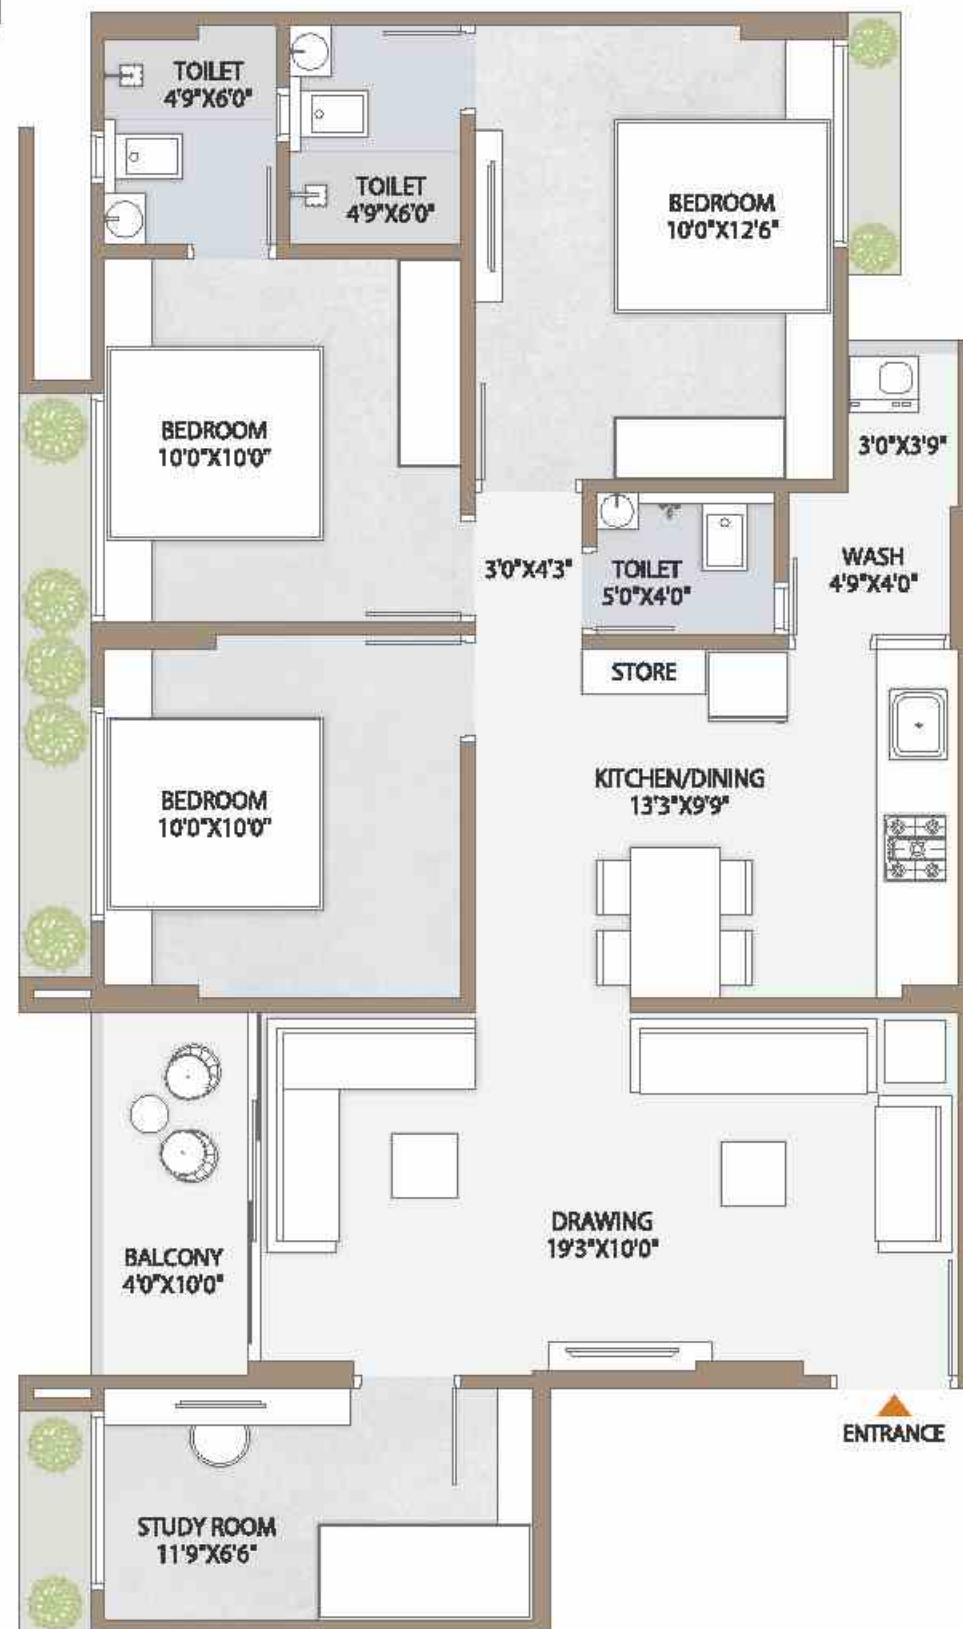 TOILET
4'9"X6'0"
TOILET
4'9"X6'0"
BEDROOM
10'0"X12'6"
BEDROOM
10'0"X10'0"
3'0"X3'9"
3'0"X4'3"
TOILET
5'0"X4'0"
WASH
4'9"X4'0"
STORE
KITCHEN/DINING
13'3"X9'9"
BEDROOM
10'0"X10'0"
DRAWING
19'3"X10'0"
BALCONY
4'0"X10'0"
ENTRANCE
STUDY ROOM
11'9"X6'6"